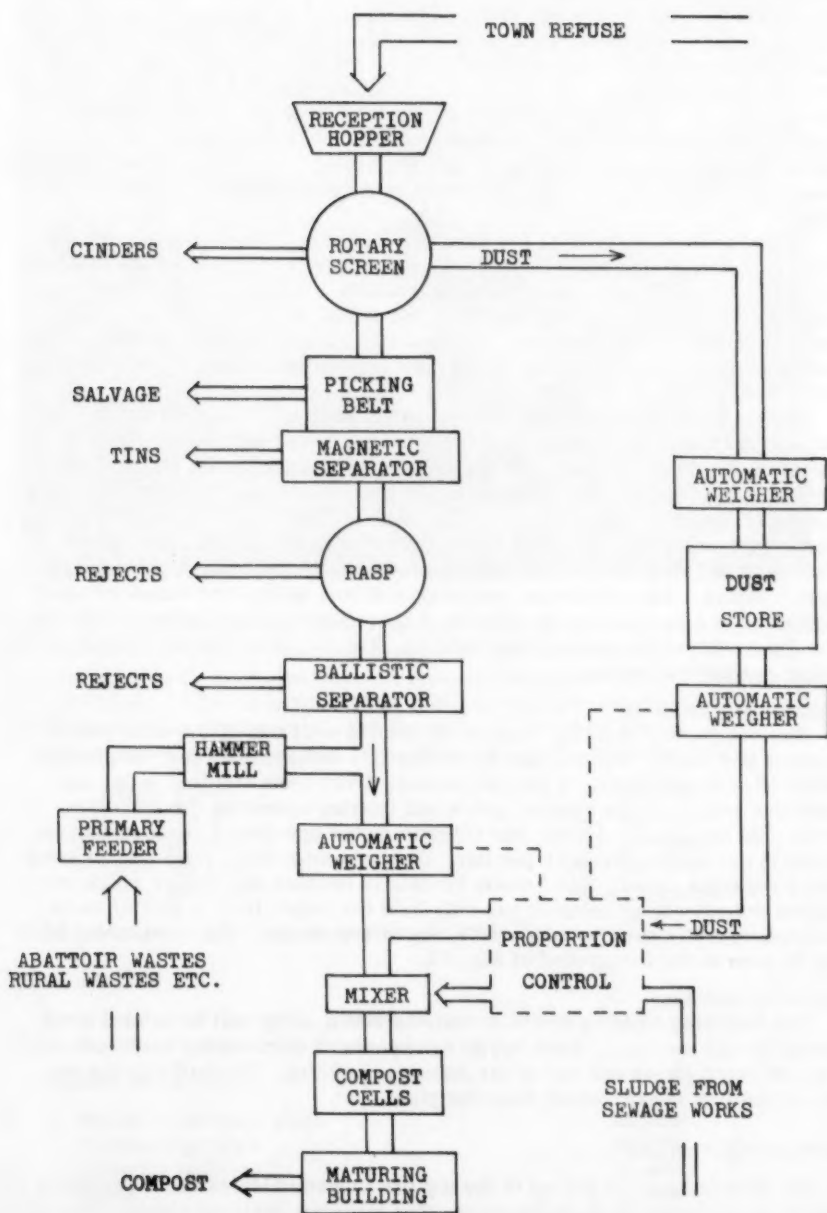 TOWN REFUSE
RECEPTION
HOPPER
CINDERS
ROTARY
SCREEN
DUST
SALVAGE
PICKING
BELT
TINS
MAGNETIC
SEPARATOR
AUTOMATIC
WEIGHER
REJECTS
RASP
DUST
STORE
REJECTS
BALLISTIC
SEPARATOR
AUTOMATIC
WEIGHER
HAMMER
MILL
PRIMARY
FEEDER
AUTOMATIC
WEIGHER
ABATTOIR WASTES
RURAL WASTES ETC.
PROPORTION
CONTROL
DUST
MIXER
COMPOST
CELLS
SLUDGE FROM
SEWAGE WORKS
COMPOST
MATURING
BUILDING